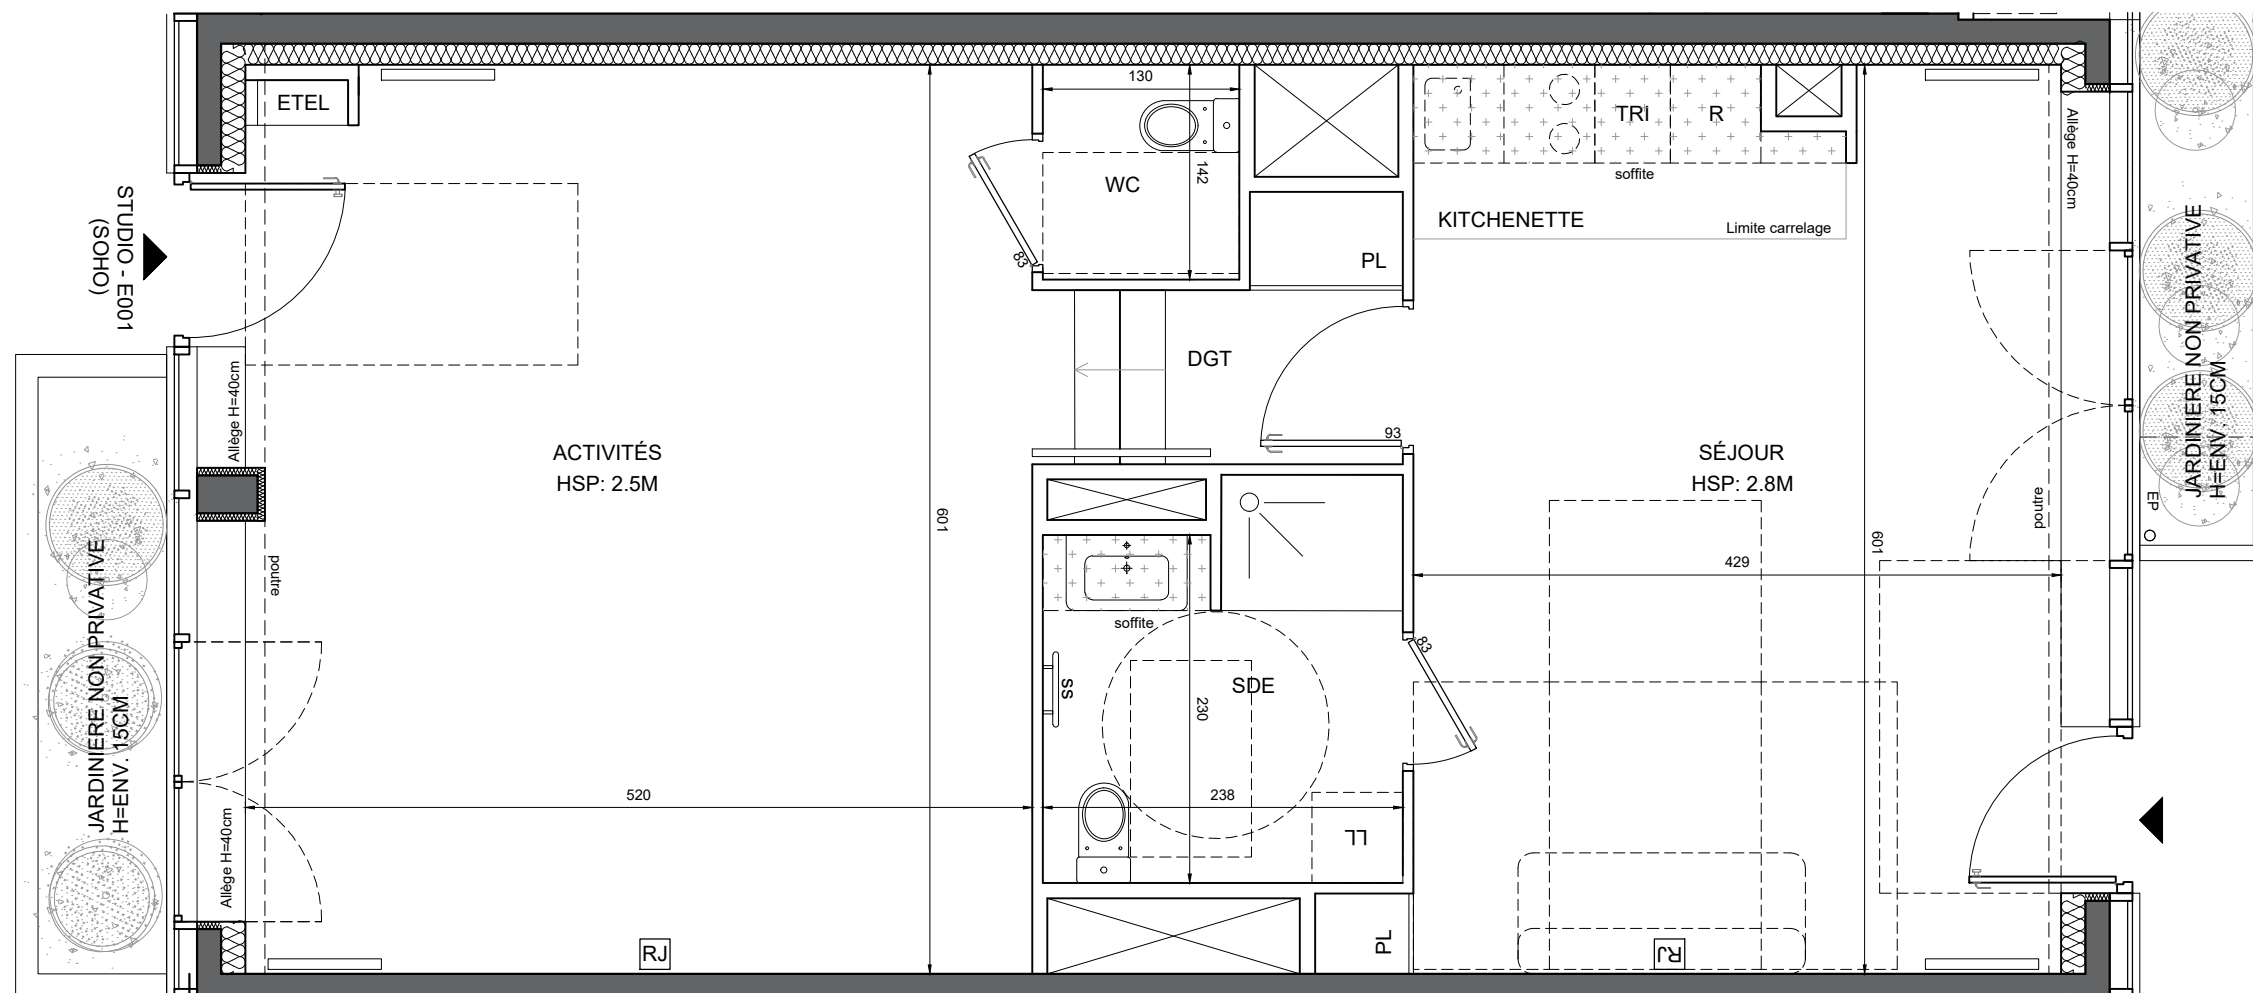 ETEL
STUDIO - E001
(SOHO)
130
142
WC
83
TRI
R
soffite
KITCHENETTE
Limite carrelage
PL
Allège H=40cm
JARDINIERE NON PRIVATIVE
H=ENV. 15CM
EP
DGT
93
Allège H=40cm
ACTIVITÉS
HSP: 2.5M
601
SÉJOUR
HSP: 2.8M
poutre
601
429
poutre
soffite
83
SS
SDE
230
JARDINIERE NON PRIVATIVE
H=ENV. 15CM
520
238
LL
Allège H=40cm
RJ
PL
RJ